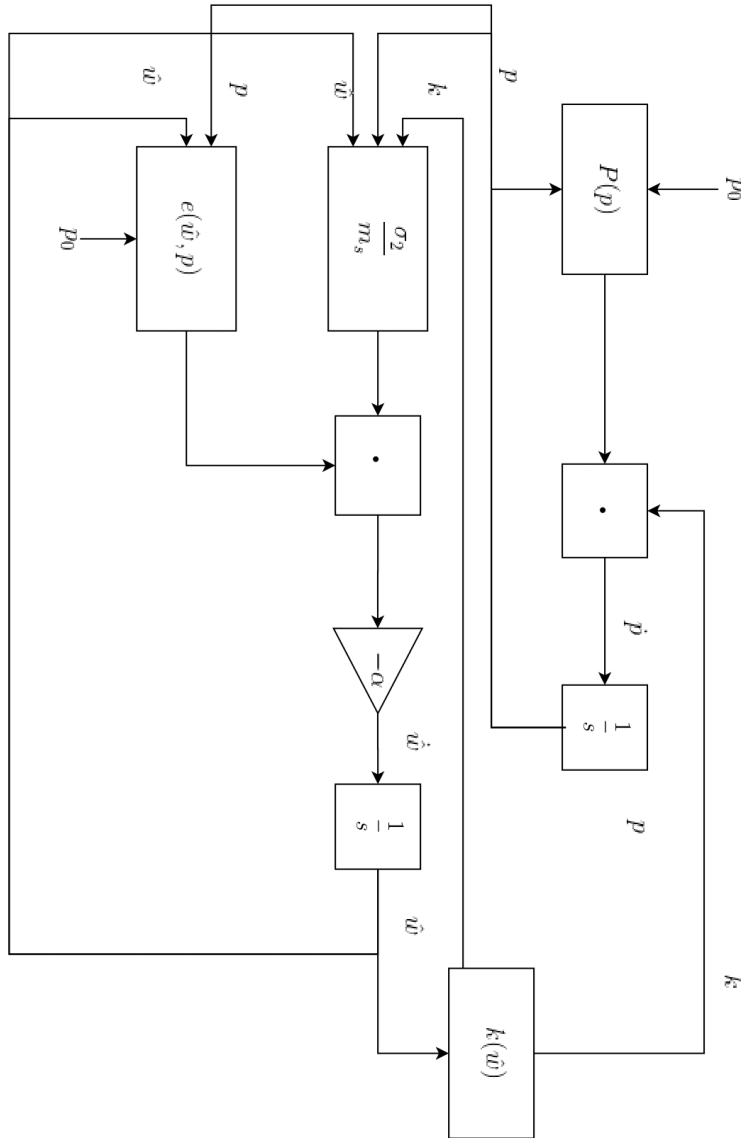 p₀
k
P(p)
·
ṗ
1/s
p
p
k(ŵ)
k
ŵ
σ₂/mₛ
·
−α
ŵ̇
1/s
ŵ
p
ŵ
e(ŵ, p)
p₀